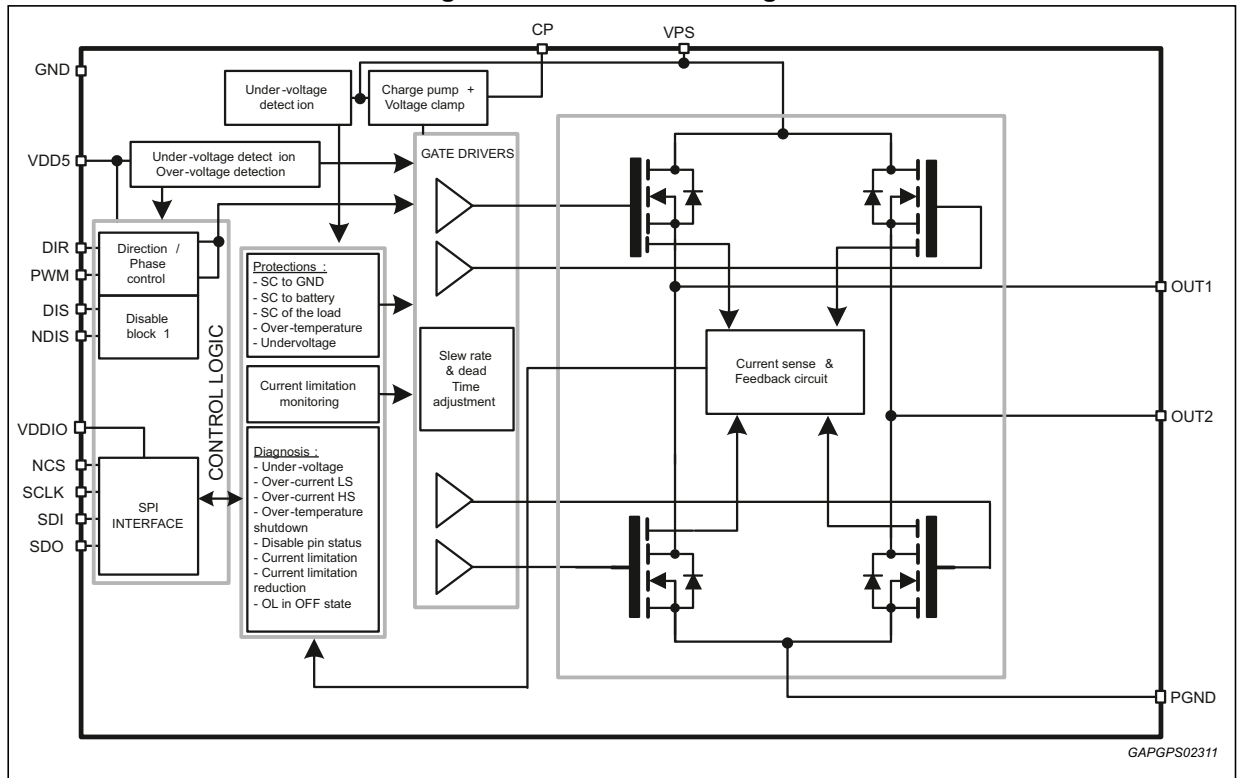 CP
VPS
GND
Under-voltage
detect ion
Charge pump +
Voltage clamp
VDD5
Under-voltage detect ion
Over-voltage detection
GATE DRIVERS
DIR
PWM
DIS
NDIS
Direction /
Phase
control
Disable
block 1
CONTROL LOGIC
VDDIO
NCS
SCLK
SDI
SDO
SPI
INTERFACE
Protections :
- SC to GND
- SC to battery
- SC of the load
- Over-temperature
- Undervoltage
Current limitation
monitoring
Diagnosis :
- Under-voltage
- Over-current LS
- Over-current HS
- Over-temperature
shutdown
- Disable pin status
- Current limitation
- Current limitation
reduction
- OL in OFF state
Slew rate
& dead
Time
adjustment
Current sense &
Feedback circuit
OUT1
OUT2
PGND
GAPGPS02311